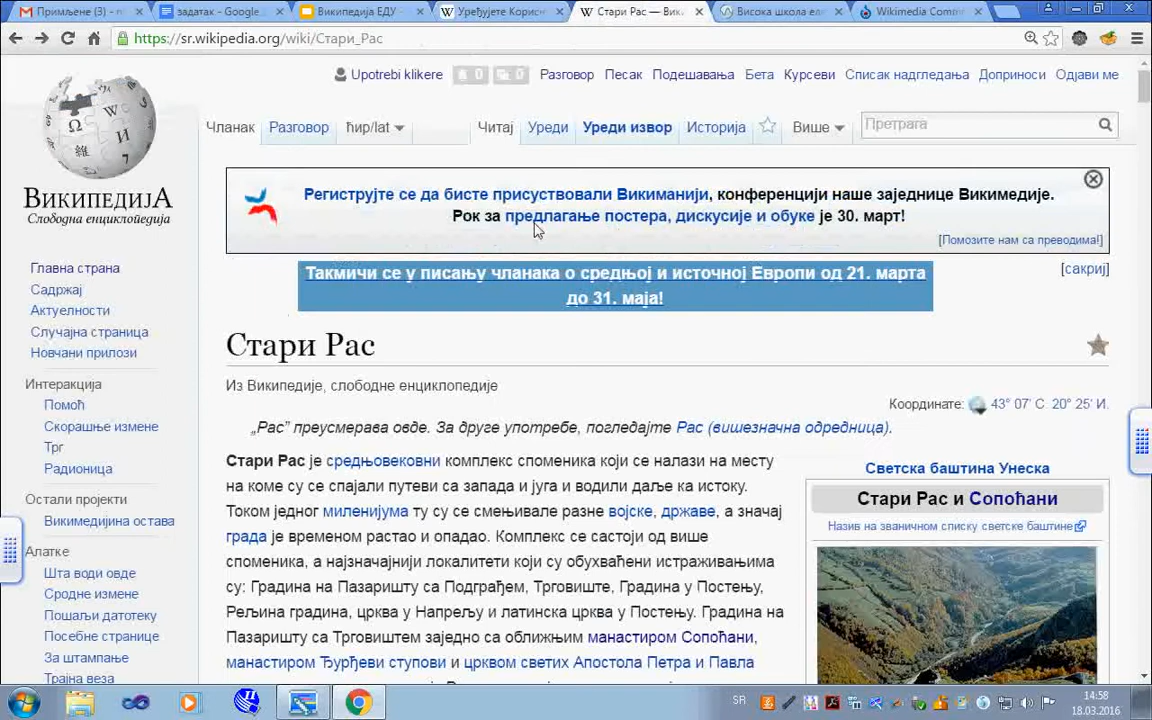 Примљене (3) -
задатак - Google
Википедија ЕДУ -
Уређујете Корисн
Стари Рас — Вики
Висока школа еле
Wikimedia Comm
https://sr.wikipedia.org/wiki/Стари_Рас
Upotrebi klikere 0 0 Разговор Песак Подешавања Бета Курсеви Списак надгледања Доприноси Одјави ме
Чланак Разговор ћир/lat Читај Уреди Уреди извор Историја Више Претрага
ВИКИПЕДИЈА
Слободна енциклопедија
Главна страна
Садржај
Актуелности
Случајна страница
Новчани прилози
Интеракција
Помоћ
Скорашње измене
Трг
Радионица
Остали пројекти
Викимедијина остава
Алатке
Шта води овде
Сродне измене
Пошаљи датотеку
Посебне странице
За штампање
Трајна веза
Региструјте се да бисте присуствовали Викиманији, конференцији наше заједнице Викимедије.
Рок за предлагање постера, дискусије и обуке је 30. март!
[Помозите нам са преводима!]
Такмичи се у писању чланака о средњој и источној Европи од 21. марта
до 31. маја!
[сакриј]
Стари Рас
Из Википедије, слободне енциклопедије
Координате: 43° 07′ С. 20° 25′ И.
„Рас” преусмерава овде. За друге употребе, погледајте Рас (вишезначна одредница).
Стари Рас је средњовековни комплекс споменика који се налази на месту
на коме су се спајали путеви са запада и југа и водили даље ка истоку.
Током једног миленијума ту су се смењивале разне војске, државе, а значај
града је временом растао и опадао. Комплекс се састоји од више
споменика, а најзначајнији локалитети који су обухваћени истраживањима
су: Градина на Пазаришту са Подграђем, Трговиште, Градина у Постењу,
Рељина градина, црква у Напрељу и латинска црква у Постењу. Градина на
Пазаришту са Трговиштем заједно са оближњим манастиром Сопоћани,
манастиром Ђурђеви ступови и црквом светих Апостола Петра и Павла
Светска баштина Унеска
Стари Рас и Сопоћани
Назив на званичном списку светске баштине
SR
14:58
18.03.2016